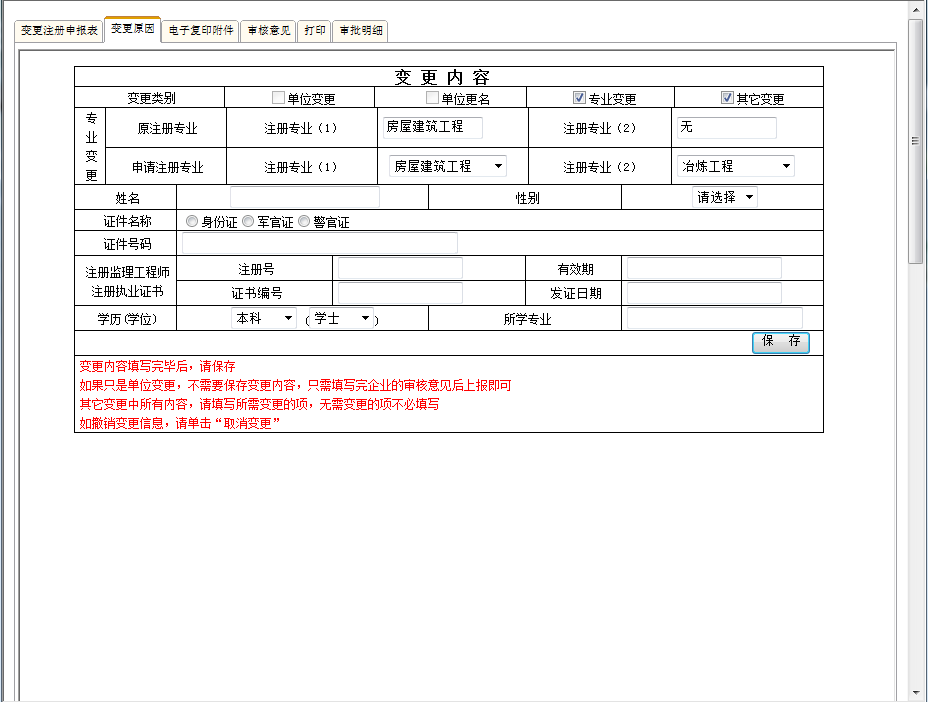 变更注册申报表 变更原因 电子复印附件 审核意见 打印 审批明细
变 更 内 容
变更类别 单位变更 单位更名 专业变更 其它变更
专业变更
原注册专业 注册专业（1） 房屋建筑工程 注册专业（2） 无
申请注册专业 注册专业（1） 房屋建筑工程 注册专业（2） 冶炼工程
姓名 性别 请选择
证件名称 身份证 军官证 警官证
证件号码
注册监理工程师
注册执业证书
注册号 有效期
证书编号 发证日期
学历(学位) 本科 (学士) 所学专业
保 存
变更内容填写完毕后，请保存
如果只是单位变更，不需要保存变更内容，只需填写完企业的审核意见后上报即可
其它变更中所有内容，请填写所需变更的项，无需变更的项不必填写
如撤销变更信息，请单击“取消变更”